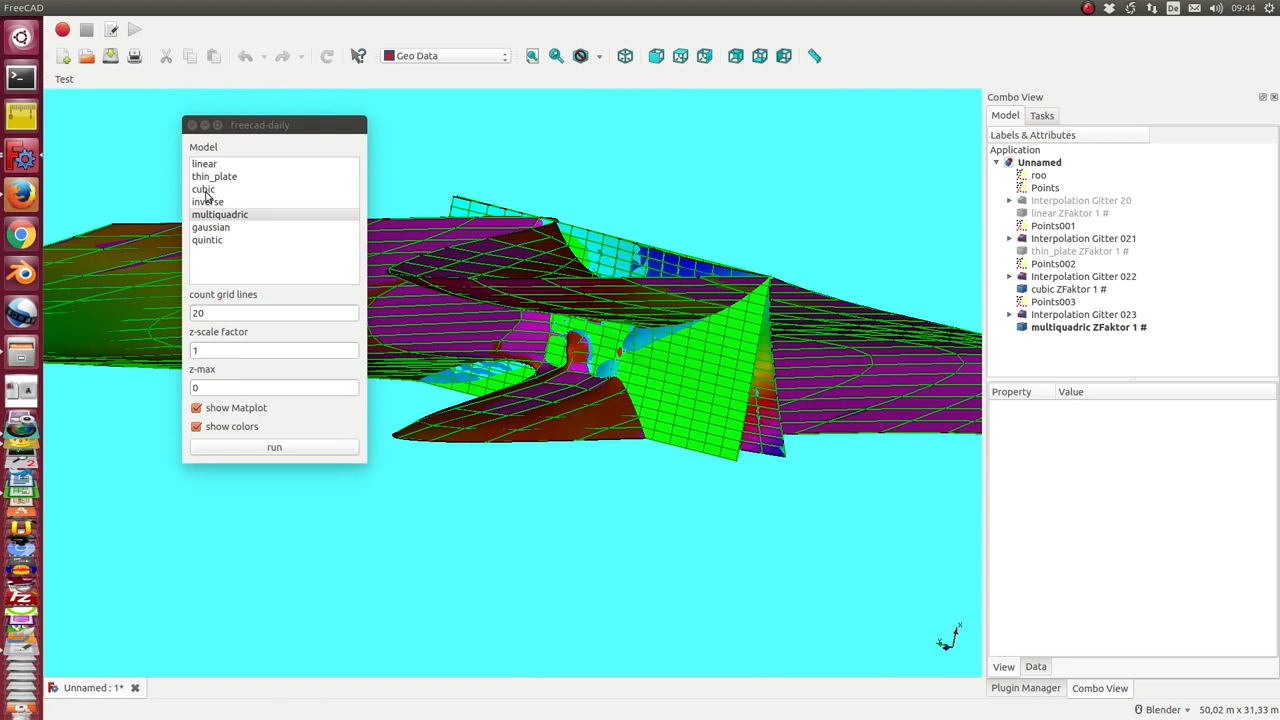 FreeCAD
De
09:44
Geo Data
Test
freecad-daily
Model
linear
thin_plate
cubic
inverse
multiquadric
gaussian
quintic
count grid lines
20
z-scale factor
1
z-max
0
show Matplot
show colors
run
Combo View
Model
Tasks
Labels & Attributes
Application
Unnamed
roo
Points
Interpolation Gitter 20
linear ZFaktor 1 #
Points001
Interpolation Gitter 021
thin_plate ZFaktor 1 #
Points002
Interpolation Gitter 022
cubic ZFaktor 1 #
Points003
Interpolation Gitter 023
multiquadric ZFaktor 1 #
Property
Value
View
Data
Plugin Manager
Combo View
Unnamed : 1*
Blender
50,02 m x 31,33 m